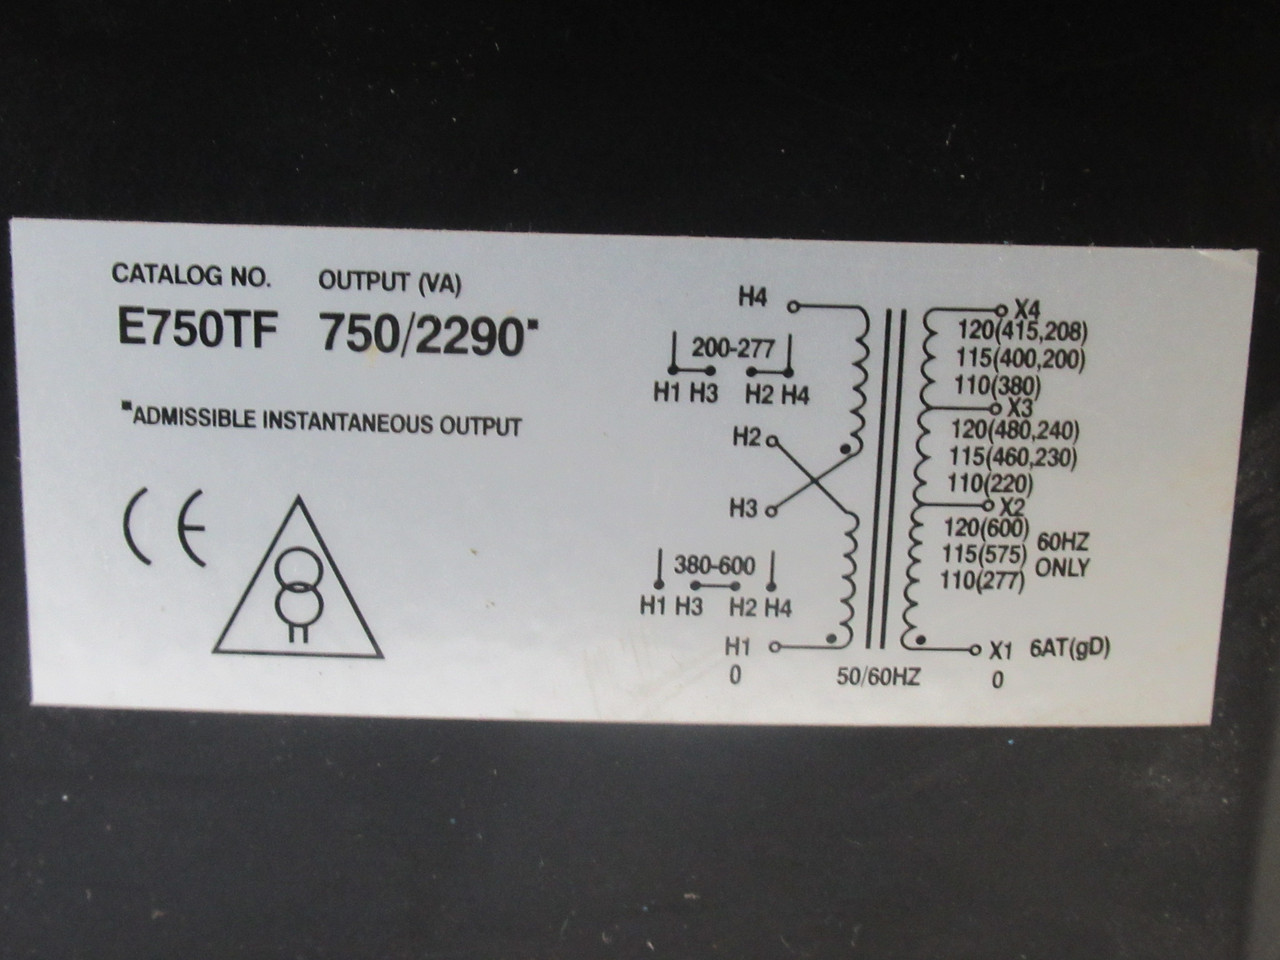 CATALOG NO. OUTPUT (VA)
E750TF 750/2290*
*ADMISSIBLE INSTANTANEOUS OUTPUT
CE
H4
200-277
H1 H3 H2 H4
H2
H3
380-600
H1 H3 H2 H4
H1
0
50/60HZ
X4
120(415,208)
115(400,200)
110(380)
X3
120(480,240)
115(460,230)
110(220)
X2
120(600)
115(575)
110(277)
60HZ
ONLY
X1 6AT(gD)
0